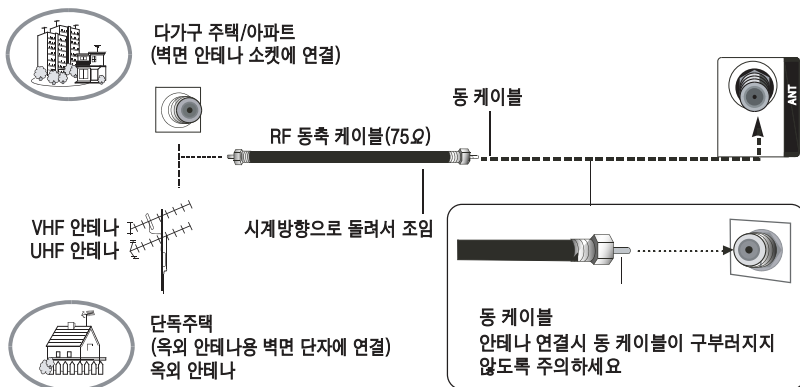 다가구 주택/아파트
(벽면 안테나 소켓에 연결)
동 케이블
ANT
RF 동축 케이블(75Ω)
VHF 안테나
UHF 안테나
시계방향으로 돌려서 조임
단독주택
(옥외 안테나용 벽면 단자에 연결)
옥외 안테나
동 케이블
안테나 연결시 동 케이블이 구부러지지
않도록 주의하세요